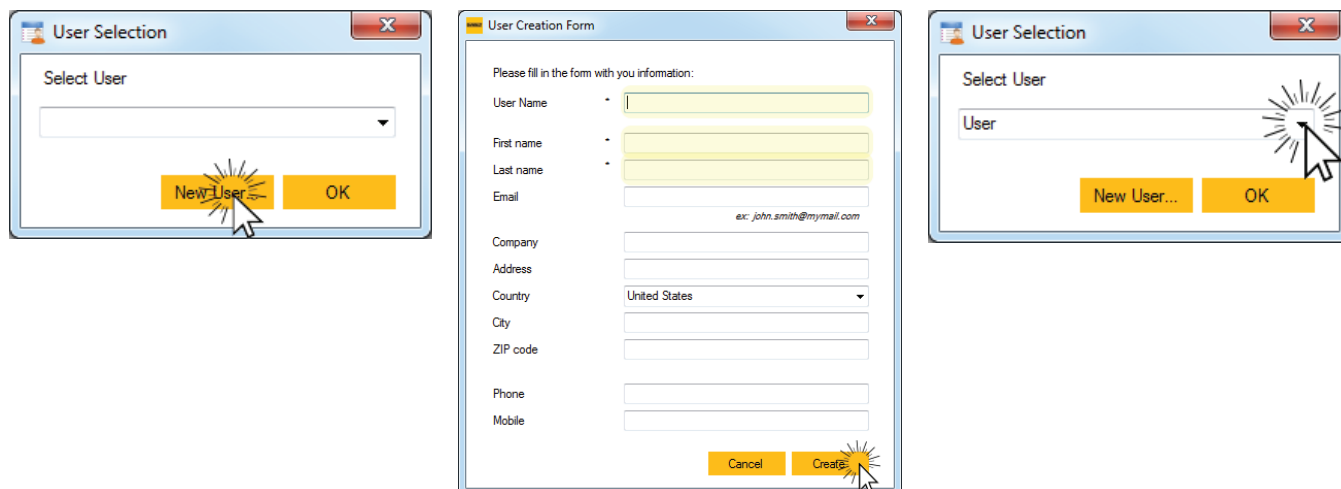 User Selection
Select User
New User...
OK
User Creation Form
Please fill in the form with you information:
User Name *
First name *
Last name *
Email
ex: john.smith@mymail.com
Company
Address
Country United States
City
ZIP code
Phone
Mobile
Cancel Create
User Selection
Select User
User
New User... OK